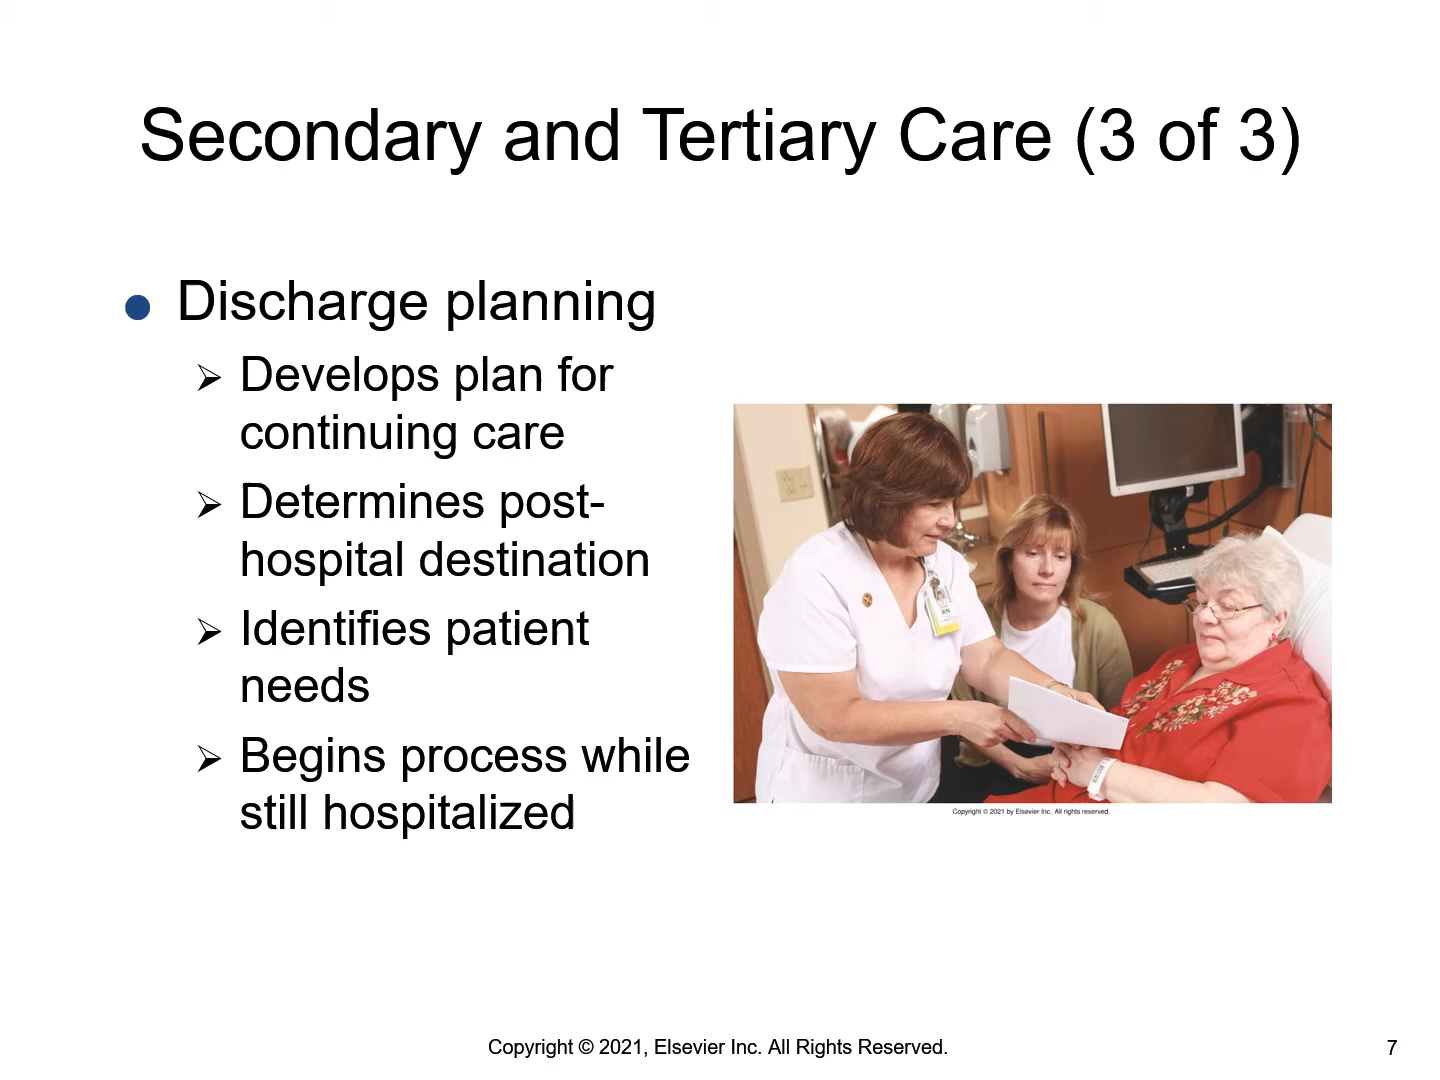 Secondary and Tertiary Care (3 of 3)
Discharge planning
Develops plan for
continuing care
Determines post-
hospital destination
Identifies patient
needs
Begins process while
still hospitalized
RN
Copyright © 2021 by Elsevier Inc. All rights reserved.
Copyright © 2021, Elsevier Inc. All Rights Reserved.
7